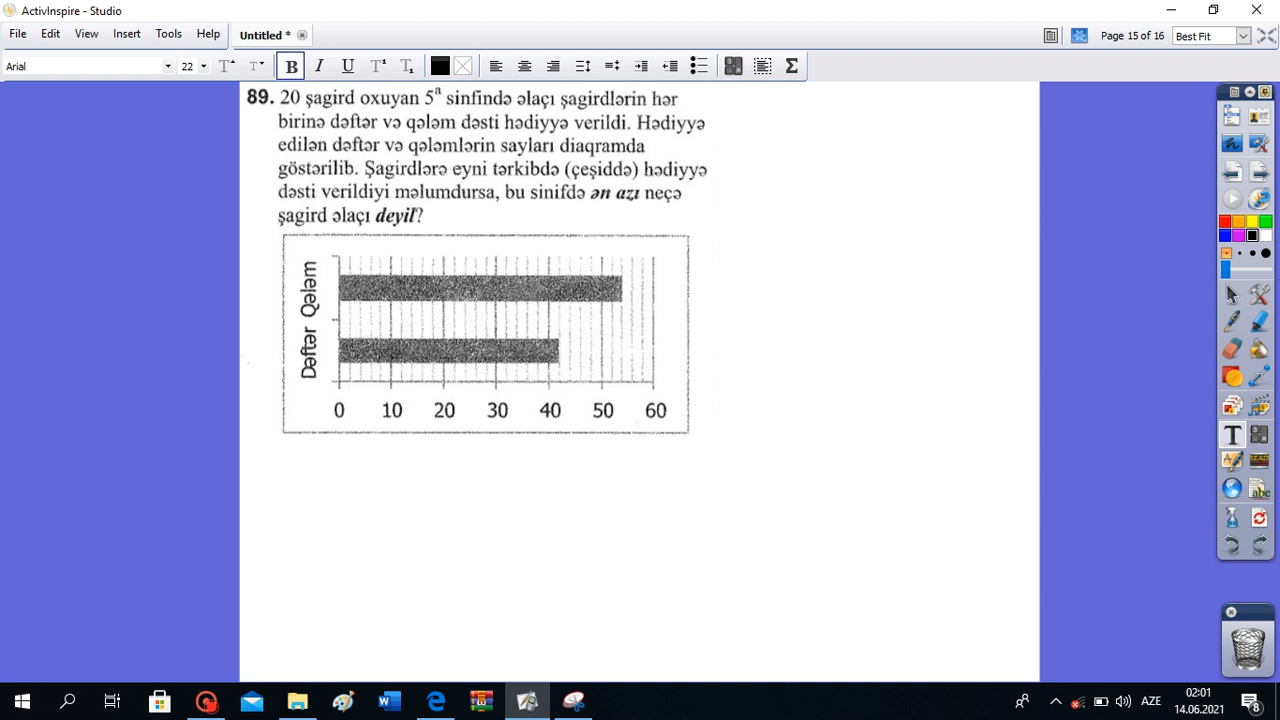 ActivInspire - Studio
File Edit View Insert Tools Help
Untitled *
Page 15 of 16
Best Fit
Arial
22
89. 20 şagird oxuyan 5ª sinfində əlaçı şagirdlərin hər
birinə dəftər və qələm dəsti hədiyyə verildi. Hədiyyə
edilən dəftər və qələmlərin sayları diaqramda
göstərilib. Şagirdlərə eyni tərkibdə (çeşiddə) hədiyyə
dəsti verildiyi məlumdursa, bu sinifdə ən azı neçə
şagird əlaçı deyil?
Qələm
Dəftər
0 10 20 30 40 50 60
AZE
02:01
14.06.2021
8